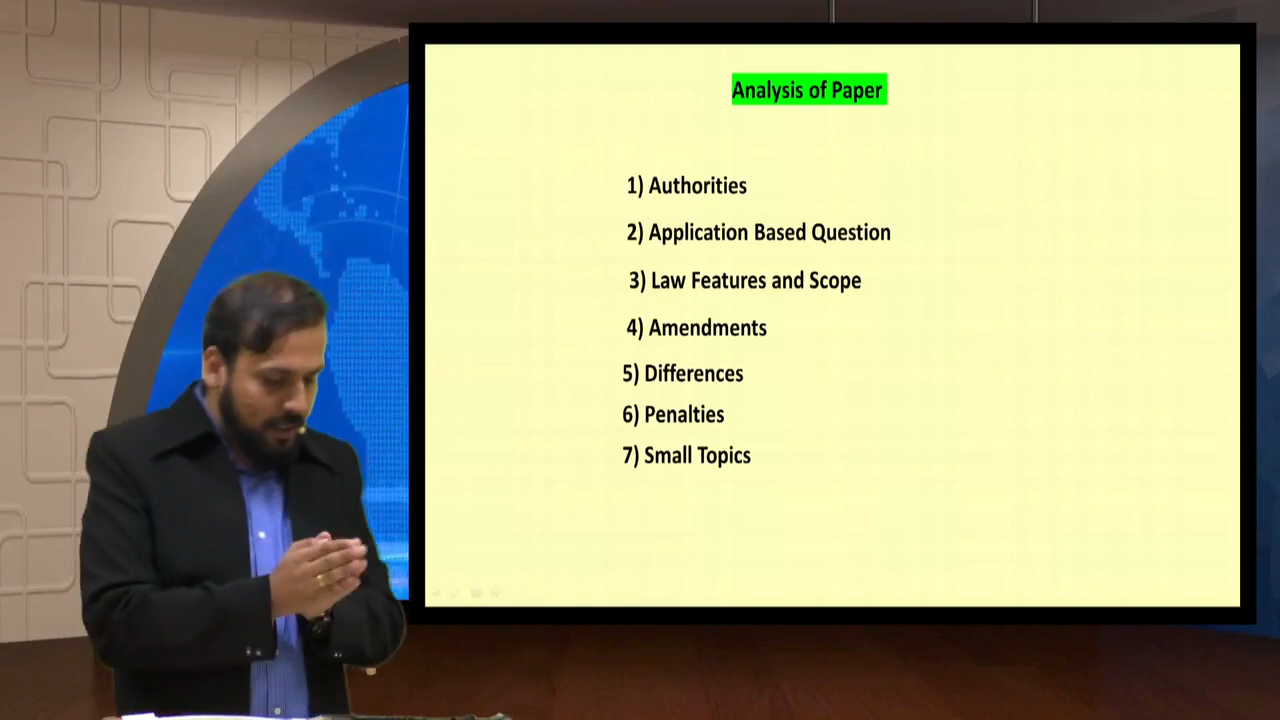 Analysis of Paper
1) Authorities
2) Application Based Question
3) Law Features and Scope
4) Amendments
5) Differences
6) Penalties
7) Small Topics